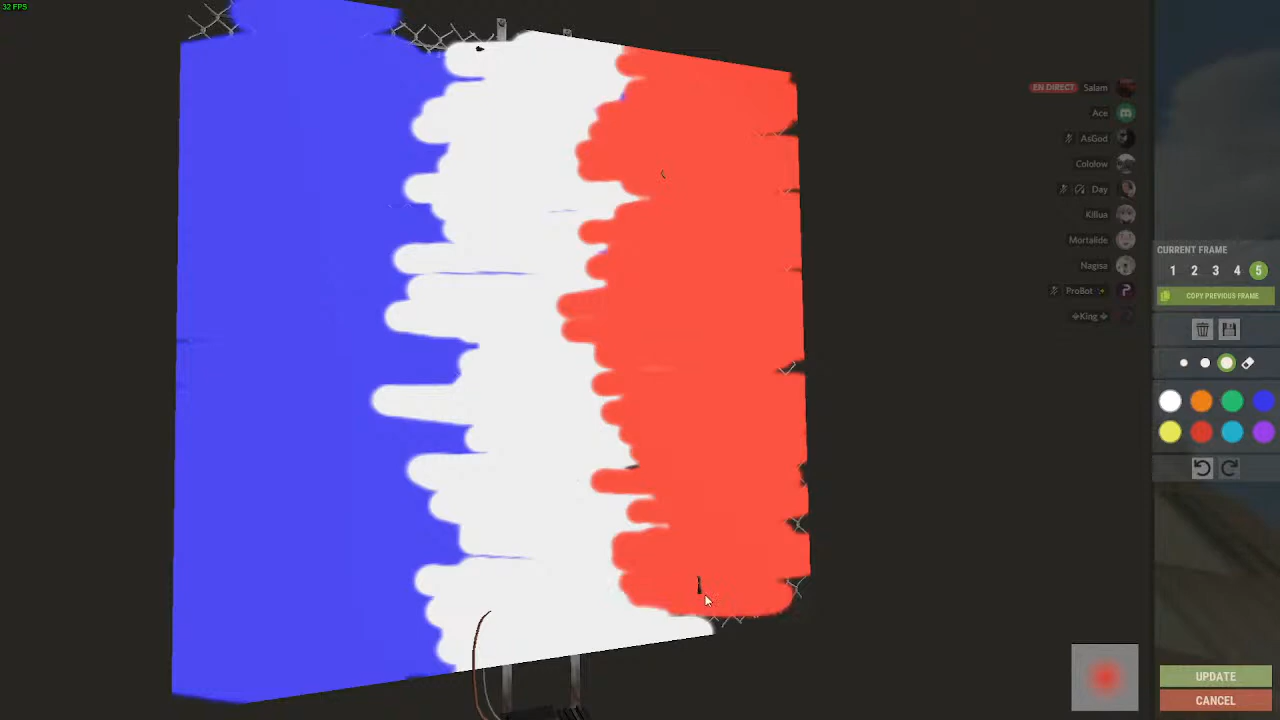 32 FPS
EN DIRECT Salam
Ace
AsGod
Cololow
Day
Killua
Mortalide
Nagisa
ProBot
King
CURRENT FRAME
1 2 3 4 5
COPY PREVIOUS FRAME
UPDATE
CANCEL